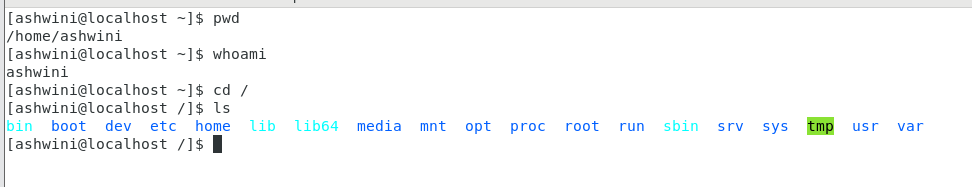 [ashwini@localhost ~]$ pwd
/home/ashwini
[ashwini@localhost ~]$ whoami
ashwini
[ashwini@localhost ~]$ cd /
[ashwini@localhost /]$ ls
bin  boot  dev  etc  home  lib  lib64  media  mnt  opt  proc  root  run  sbin  srv  sys  tmp  usr  var
[ashwini@localhost /]$